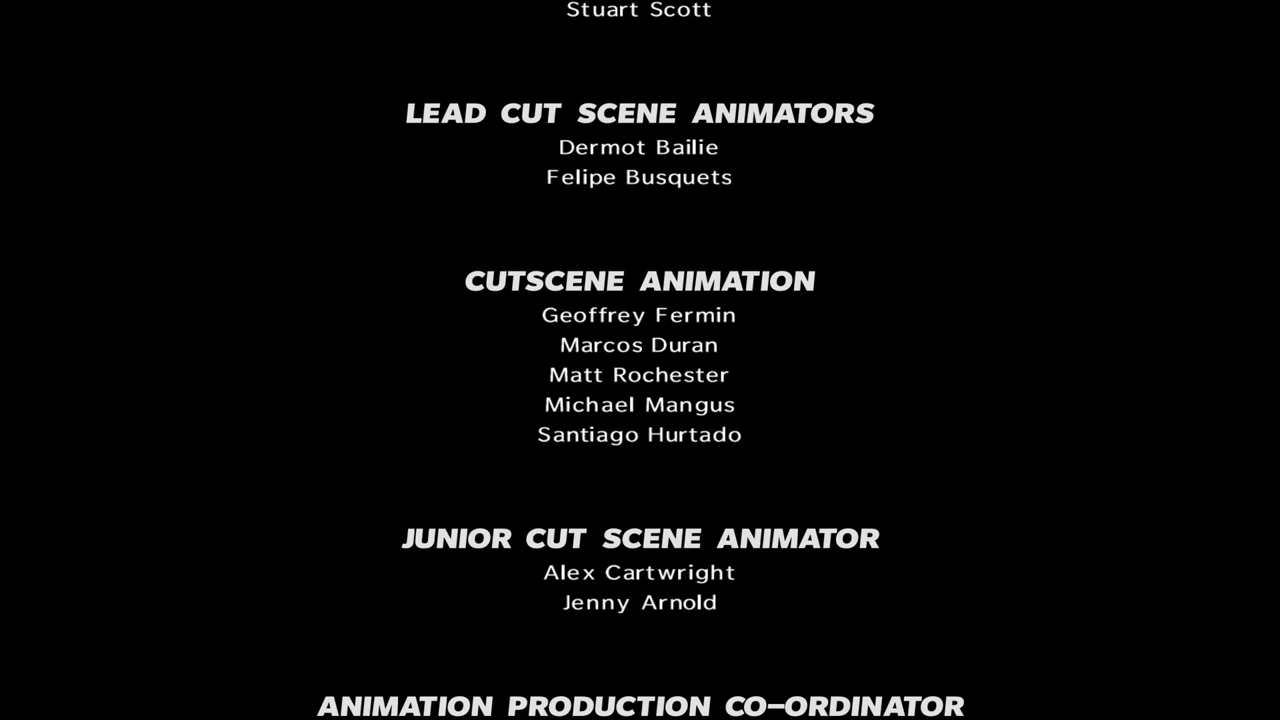 Stuart Scott
LEAD CUT SCENE ANIMATORS
Dermot Bailie
Felipe Busquets
CUTSCENE ANIMATION
Geoffrey Fermin
Marcos Duran
Matt Rochester
Michael Mangus
Santiago Hurtado
JUNIOR CUT SCENE ANIMATOR
Alex Cartwright
Jenny Arnold
ANIMATION PRODUCTION CO-ORDINATOR